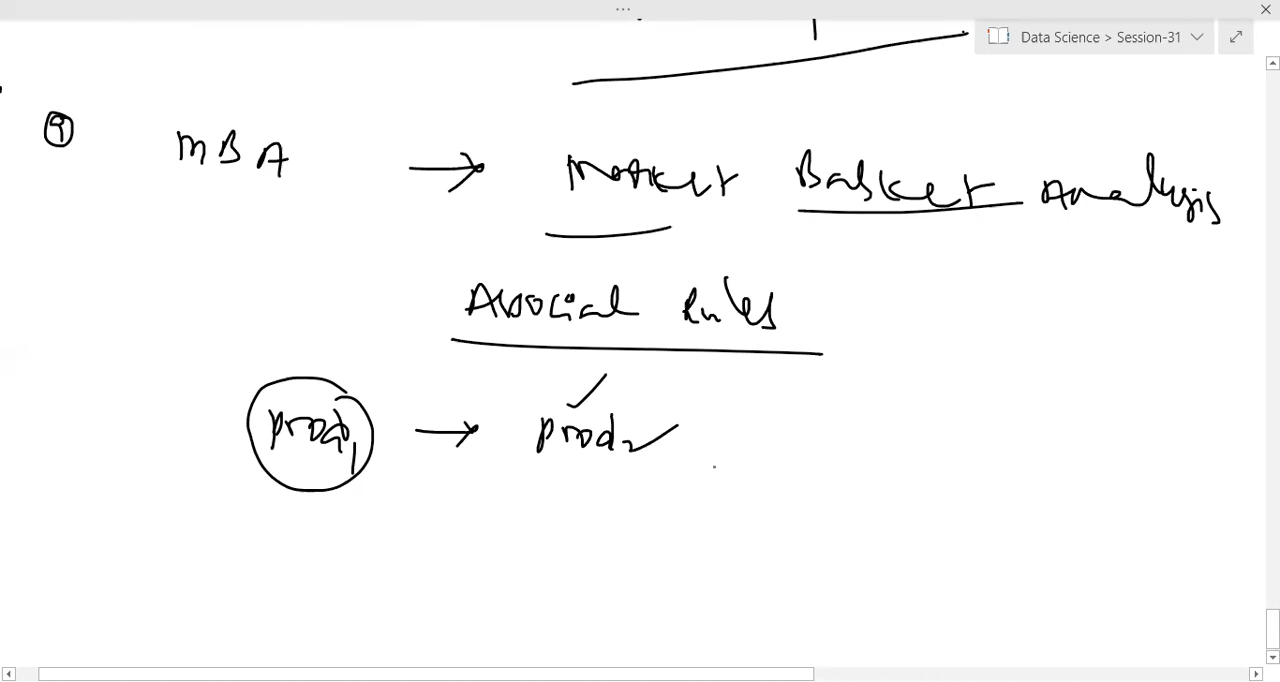 Data Science > Session-31
9 MBA → Market Basket Analysis
Associal Rules
prod1 → prod2